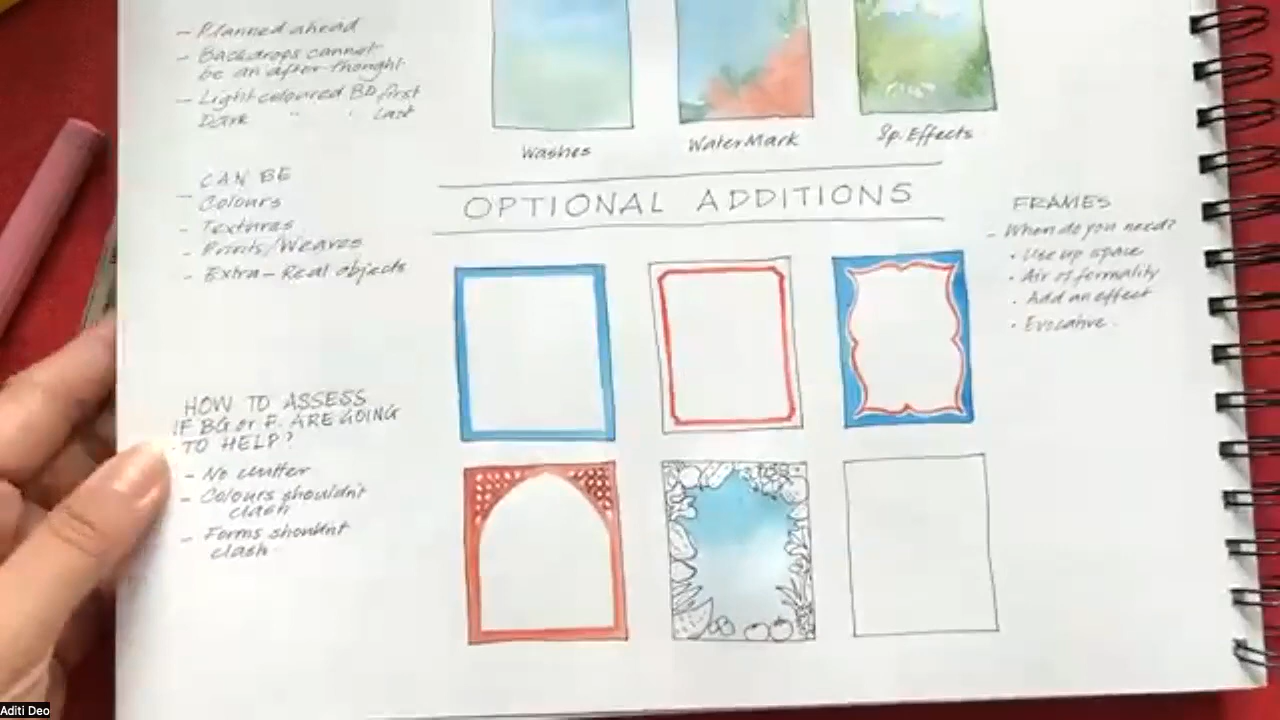 - Planned ahead
- Backdrops cannot
be an after-thought.
- Light coloured BD first
Dark " " Last
Washes
WaterMark
Sp. Effects
CAN BE
- Colours
- Textures
- Prints/Weaves
- Extra-Real objects
OPTIONAL ADDITIONS
FRAMES
- When do you need?
• Use up space
• Air of formality
• Add an effect
• Evocative.
HOW TO ASSESS
IF BG or F. ARE GOING
TO HELP?
- No clutter
- Colours shouldn't
clash
- Forms shouldn't
clash
Aditi Deo